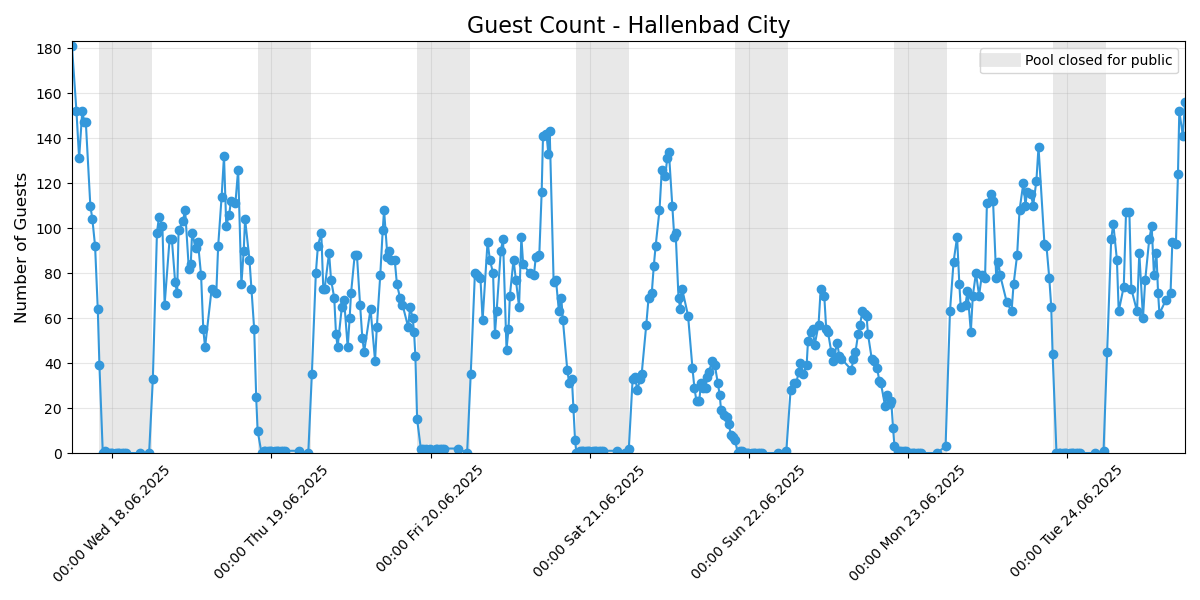 Guest Count - Hallenbad City
Pool closed for public
Number of Guests
180
160
140
120
100
80
60
40
20
0
00:00 Wed 18.06.2025
00:00 Thu 19.06.2025
00:00 Fri 20.06.2025
00:00 Sat 21.06.2025
00:00 Sun 22.06.2025
00:00 Mon 23.06.2025
00:00 Tue 24.06.2025